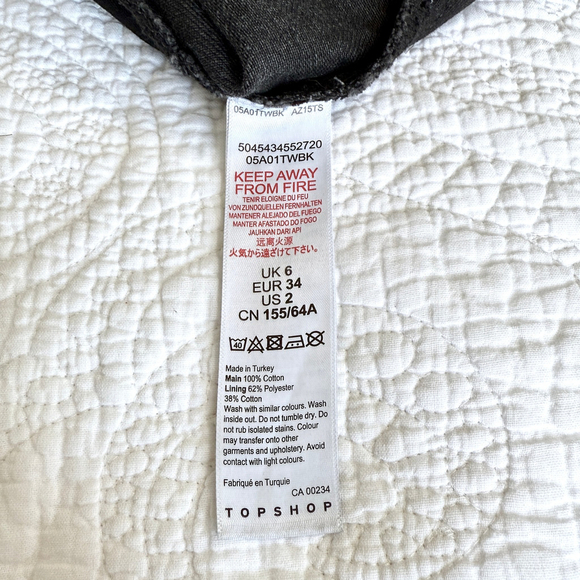 05A01TWBK AZ15TS
5045434552720
05A01TWBK
KEEP AWAY
FROM FIRE
TENIR ELOIGNE DU FEU
VON ZUNDQUELLEN FERNHALTEN
MANTENER ALEJADO DEL FUEGO
MANTER AFASTADO DO FOGO
JAUHKAN DARI API
远离火源
火気から遠ざけて下さい。
UK 6
EUR 34
US 2
CN 155/64A
40
Made in Turkey
Main 100% Cotton
Lining 62% Polyester
38% Cotton
Wash with similar colours. Wash
inside out. Do not tumble dry. Do
not rub isolated stains. Colour
may transfer onto other
garments and upholstery. Avoid
contact with light colours.
Fabriqué en Turquie
CA 00234
TOPSHOP